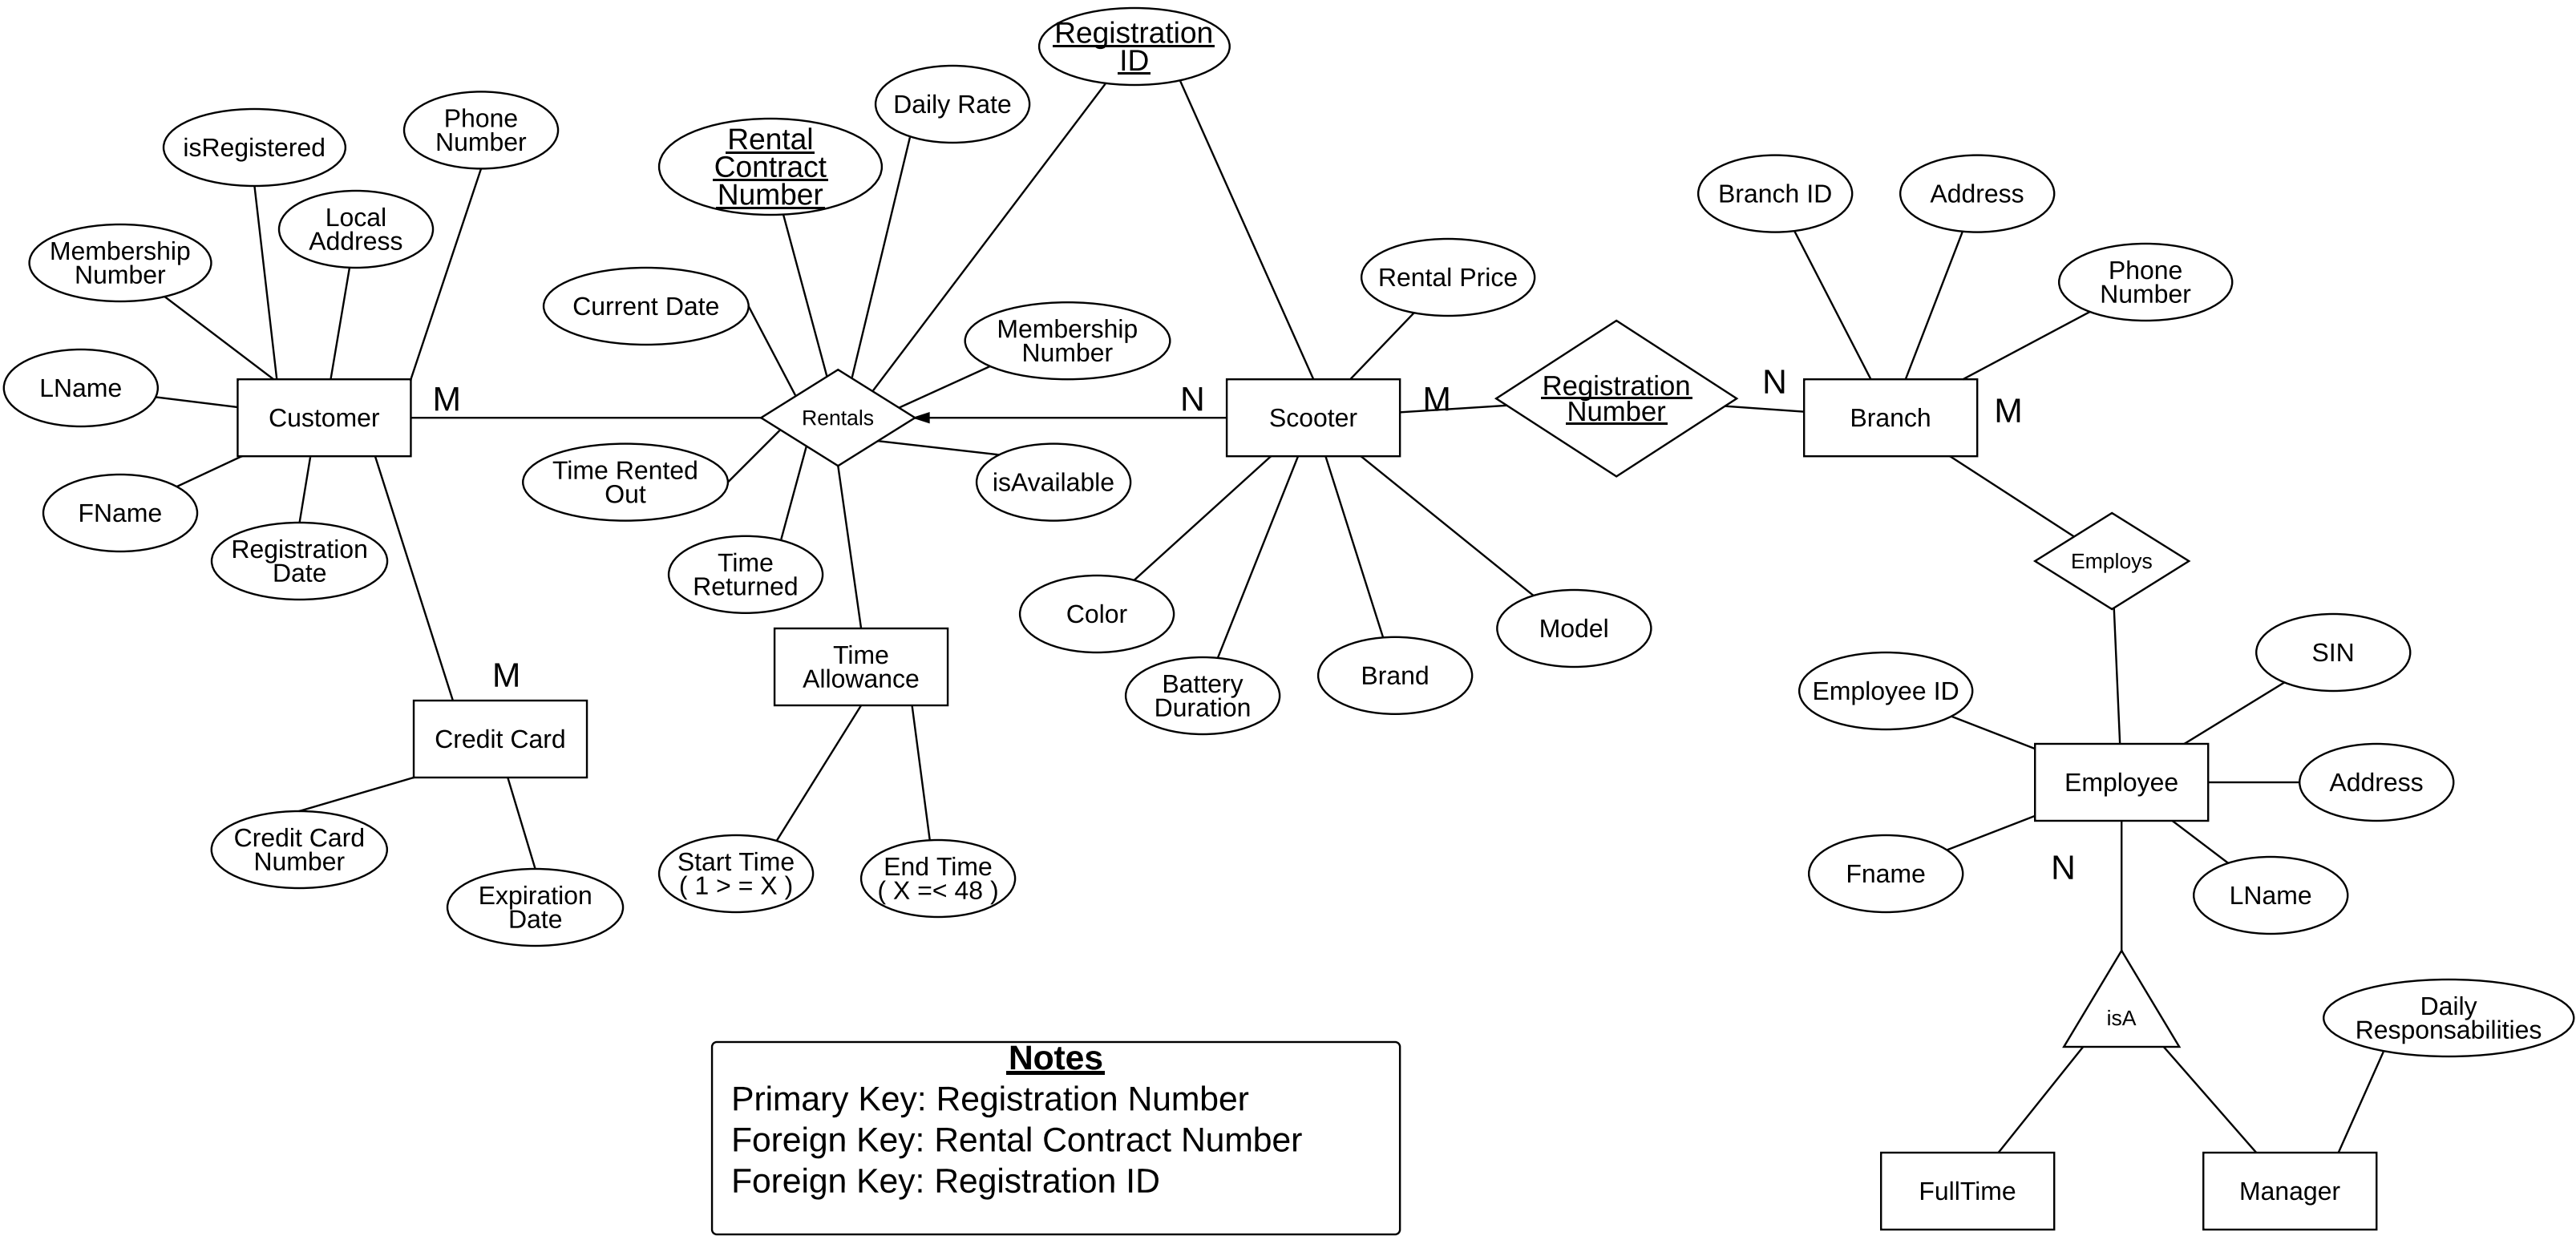 Registration
ID
Daily Rate
Phone
Number
isRegistered
Rental
Contract
Number
Local
Address
Membership
Number
Branch ID
Address
Phone
Number
Rental Price
Current Date
Membership
Number
LName
Customer
M
Rentals
N
Scooter
M
Registration
Number
N
Branch
M
Time Rented
Out
isAvailable
FName
Registration
Date
Time
Returned
Employs
Color
Model
Time
Allowance
Battery
Duration
Brand
M
Credit Card
SIN
Employee ID
Employee
Address
Credit Card
Number
Expiration
Date
Start Time
( 1 > = X )
End Time
( X =< 48 )
Fname
N
LName
isA
Daily
Responsabilities
Notes
Primary Key: Registration Number
Foreign Key: Rental Contract Number
Foreign Key: Registration ID
FullTime
Manager